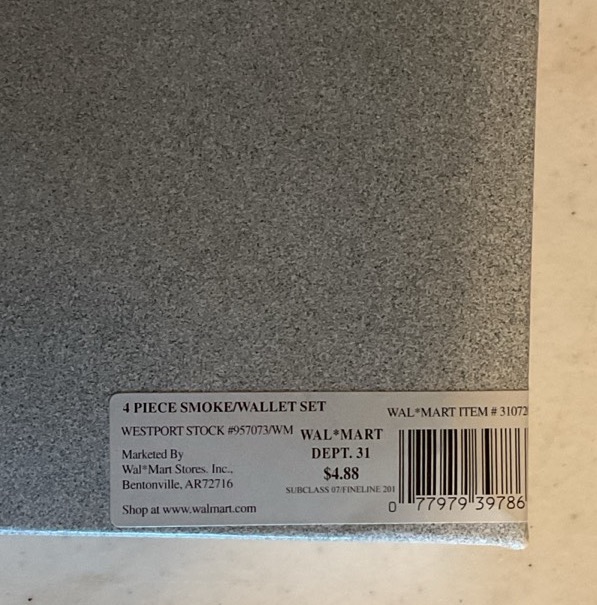 4 PIECE SMOKE/WALLET SET
WAL*MART ITEM # 31072
WESTPORT STOCK #957073/WM
WAL*MART
DEPT. 31
$4.88
SUBCLASS 07/FINELINE 201
Marketed By
Wal*Mart Stores. Inc.,
Bentonville, AR72716
Shop at www.walmart.com
0 77979 39786